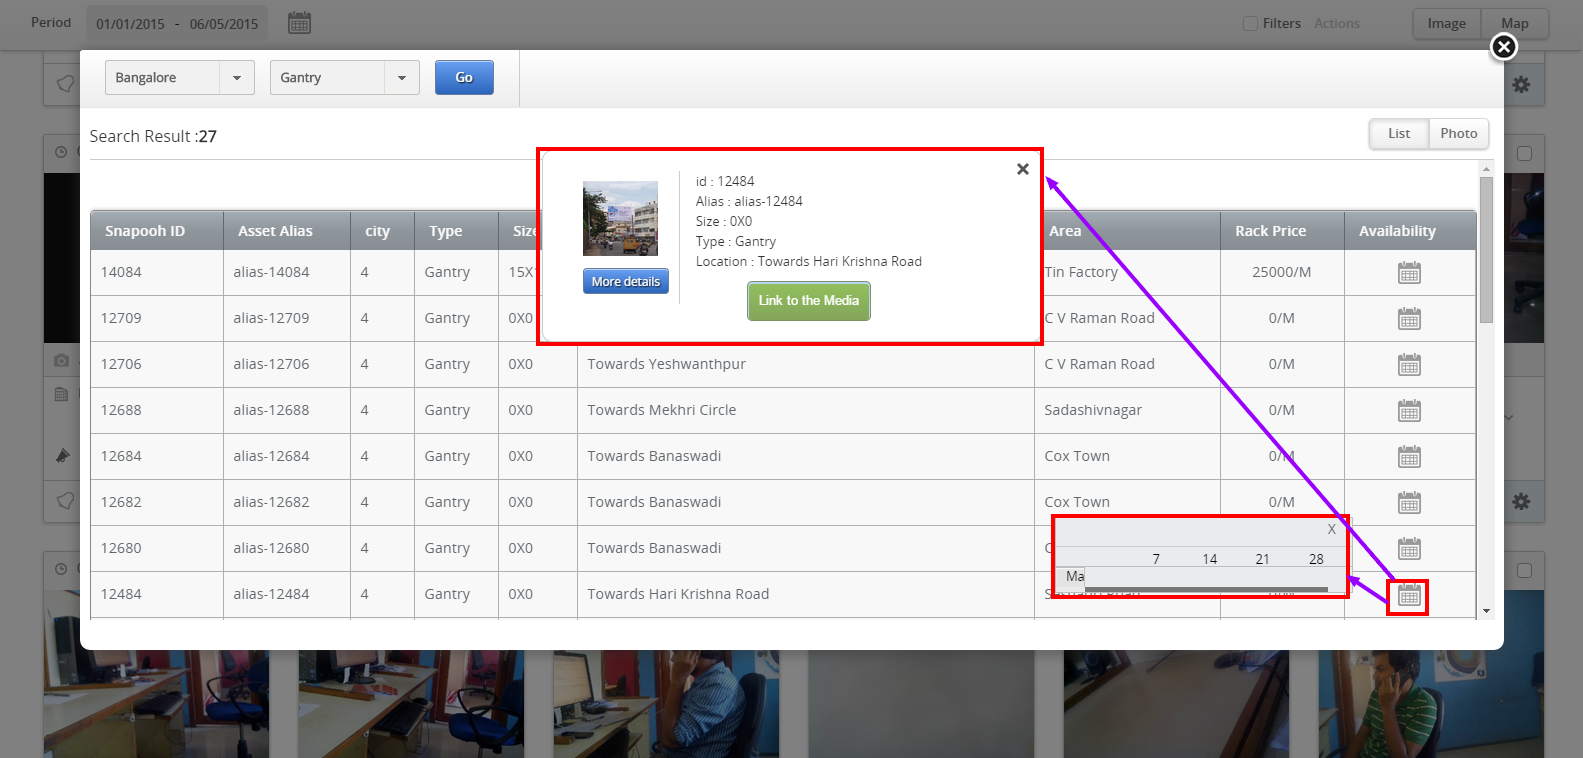 Period 01/01/2015 - 06/05/2015 Filters Actions Image Map
Bangalore Gantry Go
Search Result :27 List Photo
id : 12484
Alias : alias-12484
Size : 0X0
Type : Gantry
Location : Towards Hari Krishna Road
More details
Link to the Media
Snapooh ID Asset Alias city Type Size Area Rack Price Availability
14084 alias-14084 4 Gantry Tin Factory 25000/M
12709 alias-12709 4 Gantry 0X0 C V Raman Road 0/M
12706 alias-12706 4 Gantry 0X0 Towards Yeshwanthpur C V Raman Road 0/M
12688 alias-12688 4 Gantry 0X0 Towards Mekhri Circle Sadashivnagar 0/M
12684 alias-12684 4 Gantry 0X0 Towards Banaswadi Cox Town 0/M
12682 alias-12682 4 Gantry 0X0 Towards Banaswadi Cox Town 0/M
12680 alias-12680 4 Gantry 0X0 Towards Banaswadi
X
7 14 21 28
Ma
12484 alias-12484 4 Gantry 0X0 Towards Hari Krishna Road